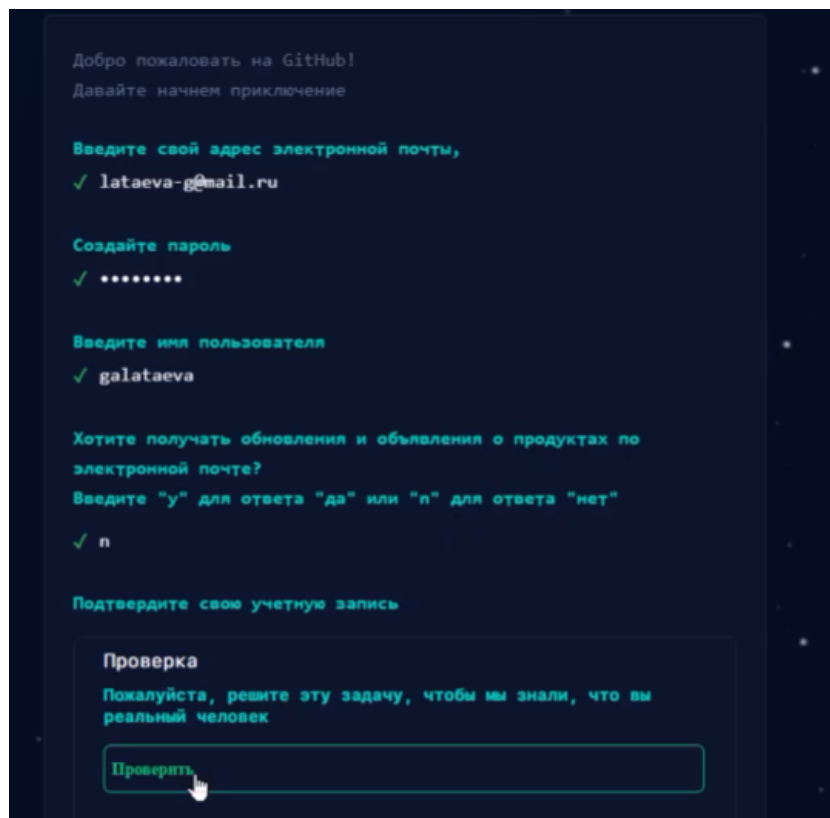 Добро пожаловать на GitHub!
Давайте начнем приключение
Введите свой адрес электронной почты,
✓ lataeva-g@mail.ru
Создайте пароль
✓ ••••••••
Введите имя пользователя
✓ galataeva
Хотите получать обновления и объявления о продуктах по
электронной почте?
Введите "y" для ответа "да" или "n" для ответа "нет"
✓ n
Подтвердите свою учетную запись
Проверка
Пожалуйста, решите эту задачу, чтобы мы знали, что вы
реальный человек
Проверить